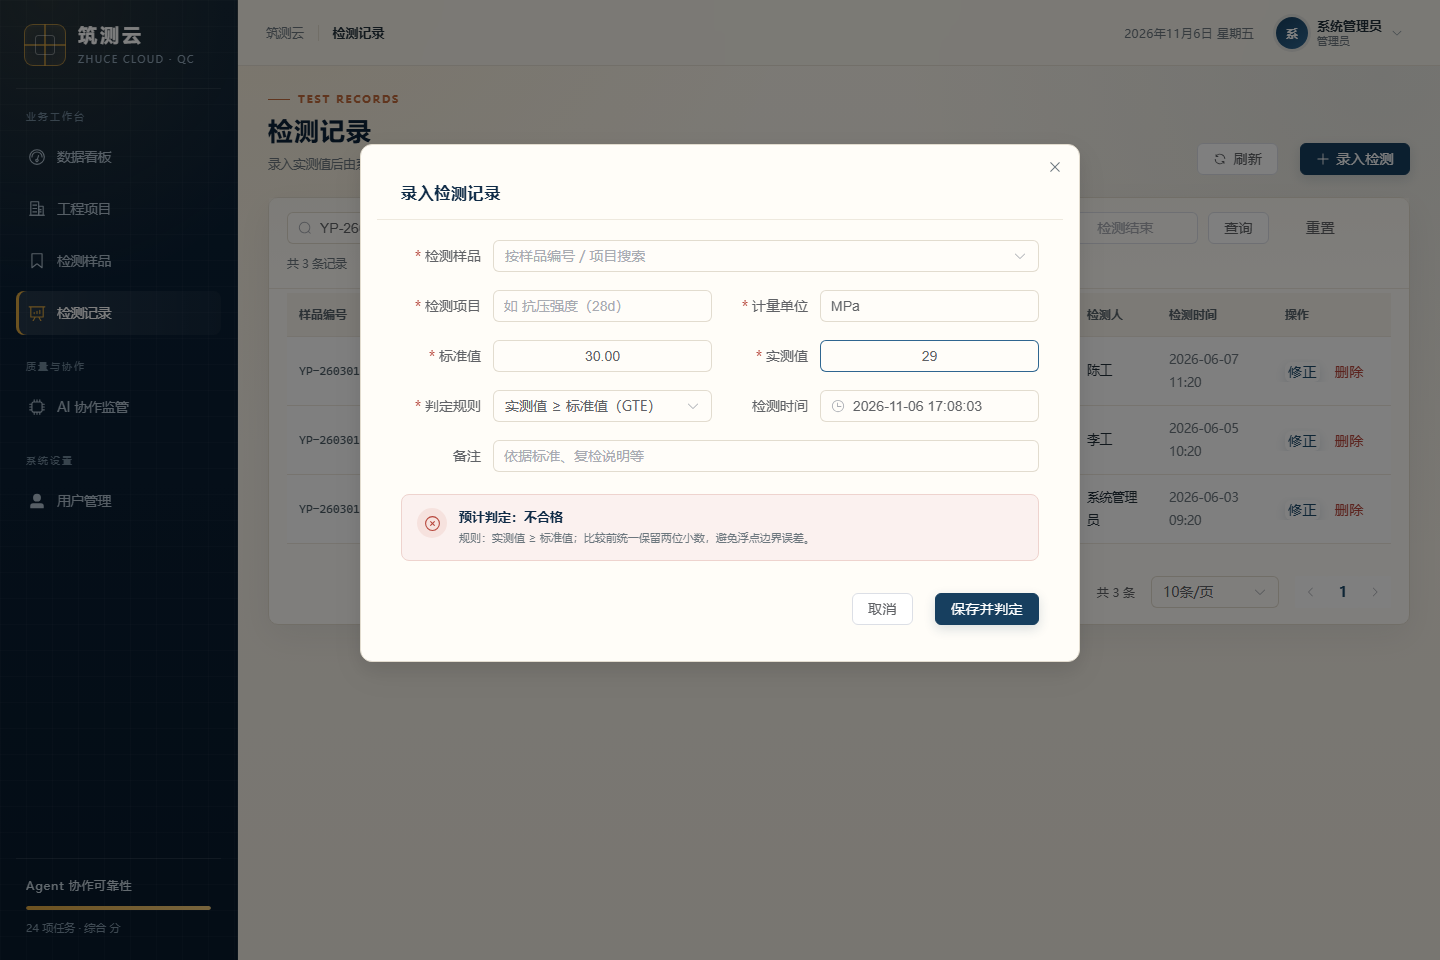 筑测云
ZHUCE CLOUD · QC
业务工作台
数据看板
工程项目
检测样品
检测记录
质量与协作
AI 协作监管
系统设置
用户管理
Agent 协作可靠性
24 项任务 · 综合 分
筑测云
检测记录
2026年11月6日 星期五
系
系统管理员
管理员
TEST RECORDS
检测记录
录入实测值后由
刷新
录入检测
YP-26
检测结束
查询
重置
共 3 条记录
样品编号
检测人
检测时间
操作
YP-260301
陈工
2026-06-07
11:20
修正
删除
YP-260301
李工
2026-06-05
10:20
修正
删除
YP-260301
系统管理
员
2026-06-03
09:20
修正
删除
共 3 条
10条/页
1
录入检测记录
* 检测样品
按样品编号 / 项目搜索
* 检测项目
如 抗压强度（28d）
* 计量单位
MPa
* 标准值
30.00
* 实测值
29
* 判定规则
实测值 ≥ 标准值（GTE）
检测时间
2026-11-06 17:08:03
备注
依据标准、复检说明等
预计判定：不合格
规则：实测值 ≥ 标准值；比较前统一保留两位小数，避免浮点边界误差。
取消
保存并判定